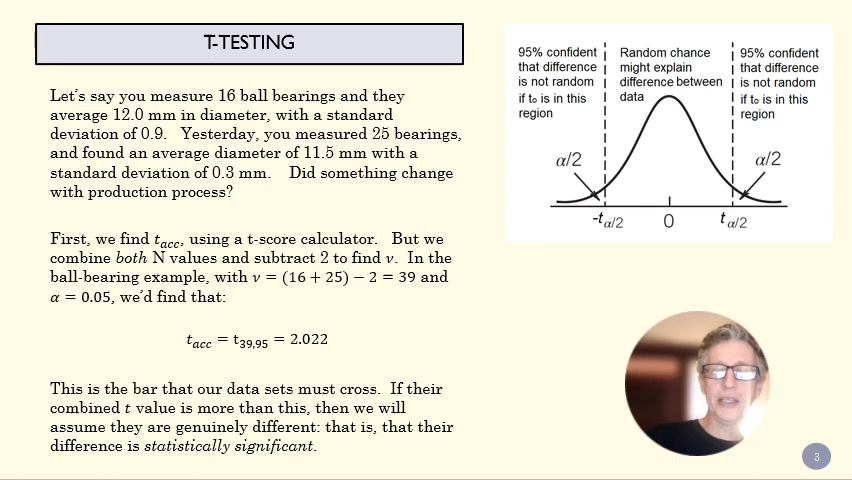 T-TESTING
Let's say you measure 16 ball bearings and they
average 12.0 mm in diameter, with a standard
deviation of 0.9. Yesterday, you measured 25 bearings,
and found an average diameter of 11.5 mm with a
standard deviation of 0.3 mm. Did something change
with production process?
First, we find t_acc, using a t-score calculator. But we
combine both N values and subtract 2 to find ν. In the
ball-bearing example, with ν = (16 + 25) − 2 = 39 and
α = 0.05, we'd find that:
t_acc = t_39,95 = 2.022
This is the bar that our data sets must cross. If their
combined t value is more than this, then we will
assume they are genuinely different: that is, that their
difference is statistically significant.
95% confident
that difference
is not random
if t₀ is in this
region
Random chance
might explain
difference between
data
95% confident
that difference
is not random
if t₀ is in this
region
α/2
α/2
-t_α/2
0
t_α/2
3